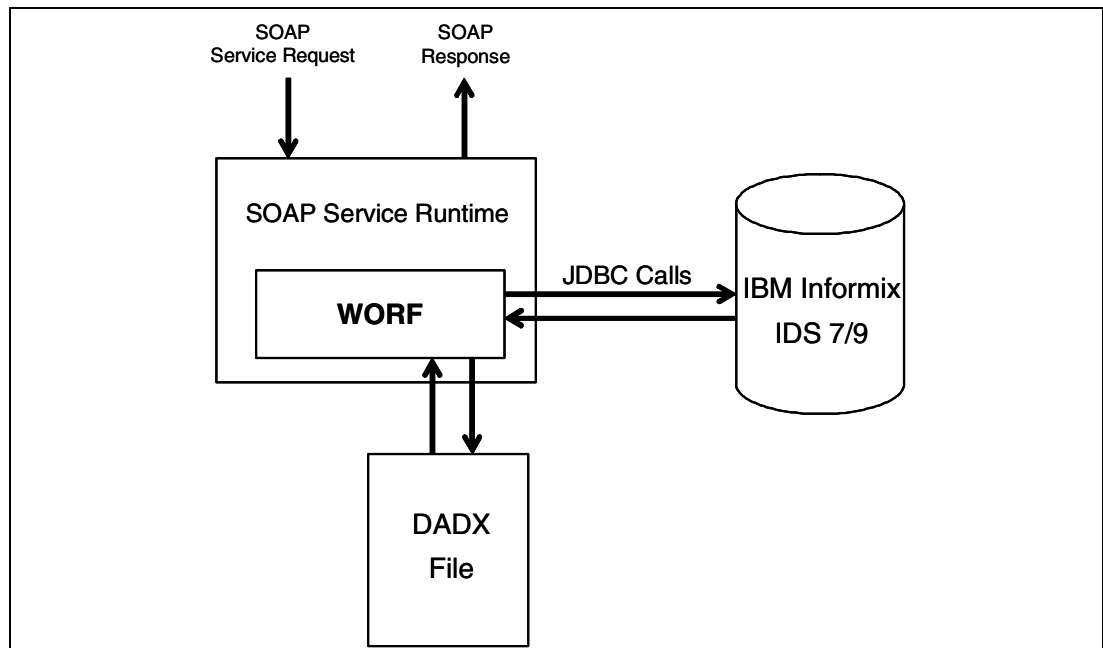 SOAP
Service Request
SOAP
Response
SOAP Service Runtime
JDBC Calls
WORF
IBM Informix
IDS 7/9
DADX
File